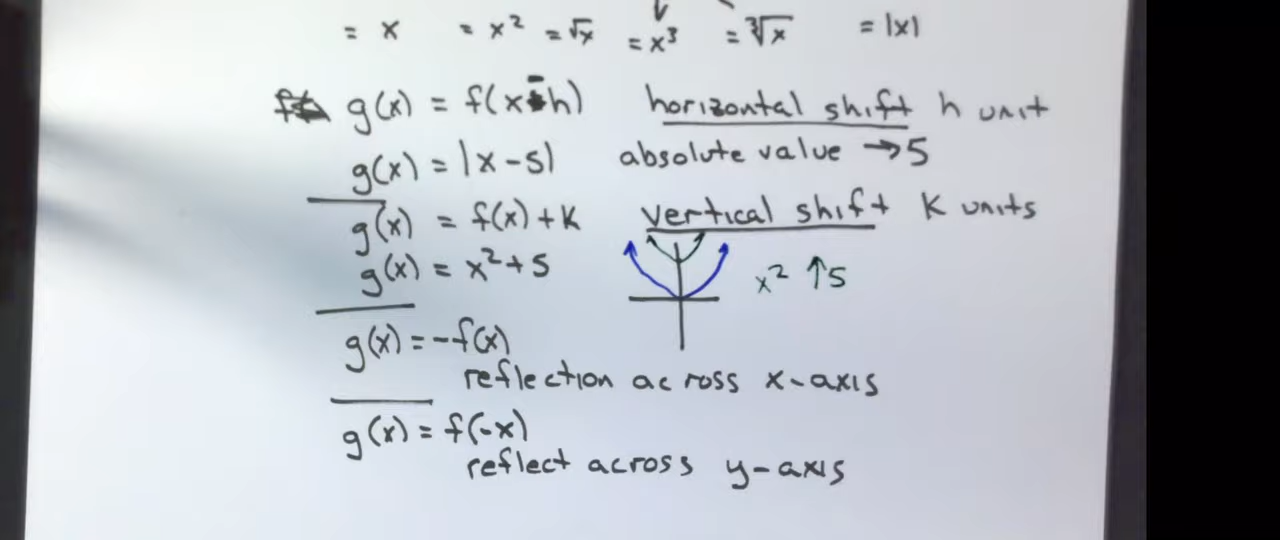 = x = x² = √x = x³ = ∛x = |x|
g(x) = f(x-h) horizontal shift h unit
g(x) = |x-5| absolute value → 5
g(x) = f(x)+K vertical shift K units
g(x) = x²+5 x² ↑5
g(x) = -f(x)
reflection across x-axis
g(x) = f(-x)
reflect across y-axis